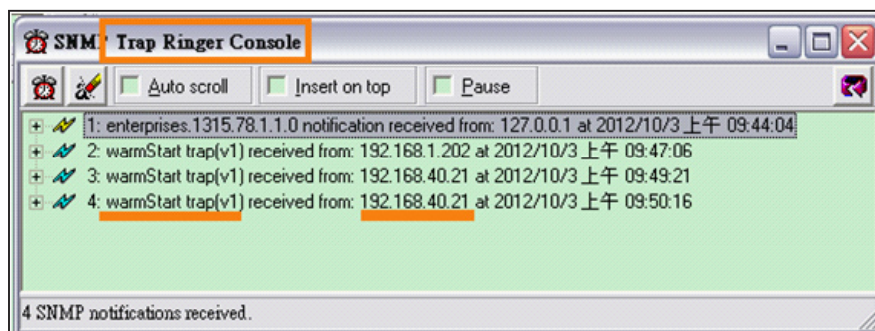 SNMP Trap Ringer Console
Auto scroll Insert on top Pause
1: enterprises.1315.78.1.1.0 notification received from: 127.0.0.1 at 2012/10/3 上午 09:44:04
2: warmStart trap(v1) received from: 192.168.1.202 at 2012/10/3 上午 09:47:06
3: warmStart trap(v1) received from: 192.168.40.21 at 2012/10/3 上午 09:49:21
4: warmStart trap(v1) received from: 192.168.40.21 at 2012/10/3 上午 09:50:16
4 SNMP notifications received.